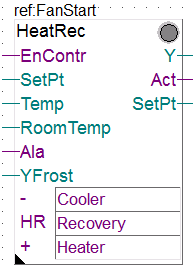 ref:FanStart
HeatRec
EnContr Y
SetPt Act
Temp SetPt
RoomTemp
Ala
YFrost
- Cooler
HR Recovery
+ Heater